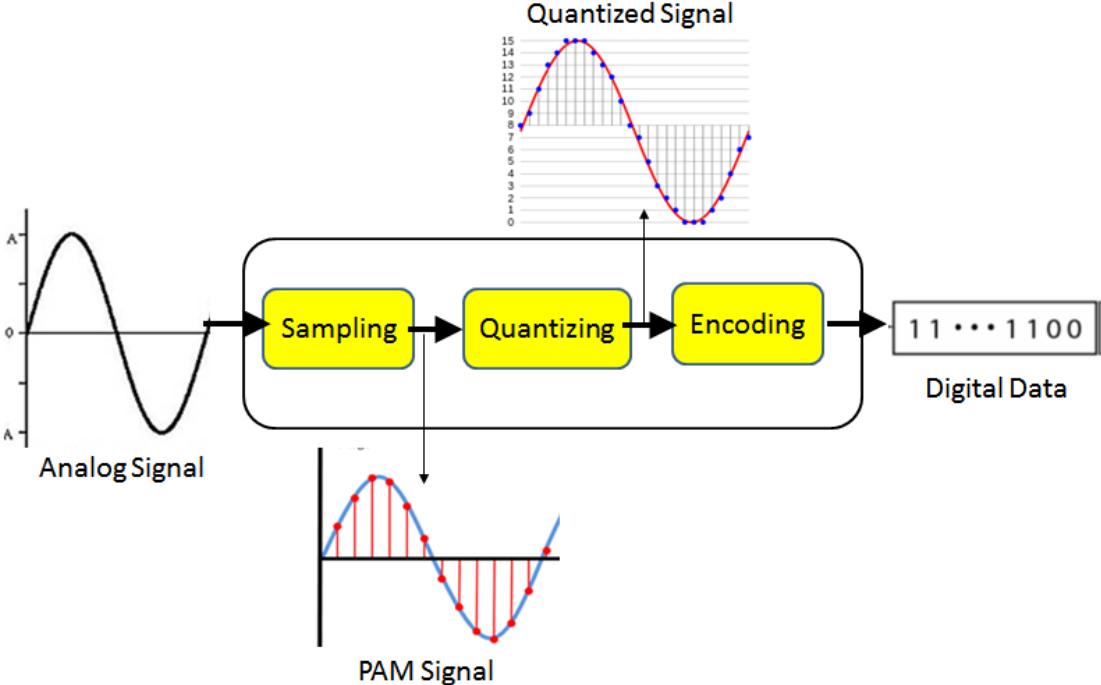 Quantized Signal
15
14
13
12
11
10
9
8
7
6
5
4
3
2
1
0
A
0
A
Sampling
Quantizing
Encoding
11 ••• 1100
Digital Data
Analog Signal
PAM Signal